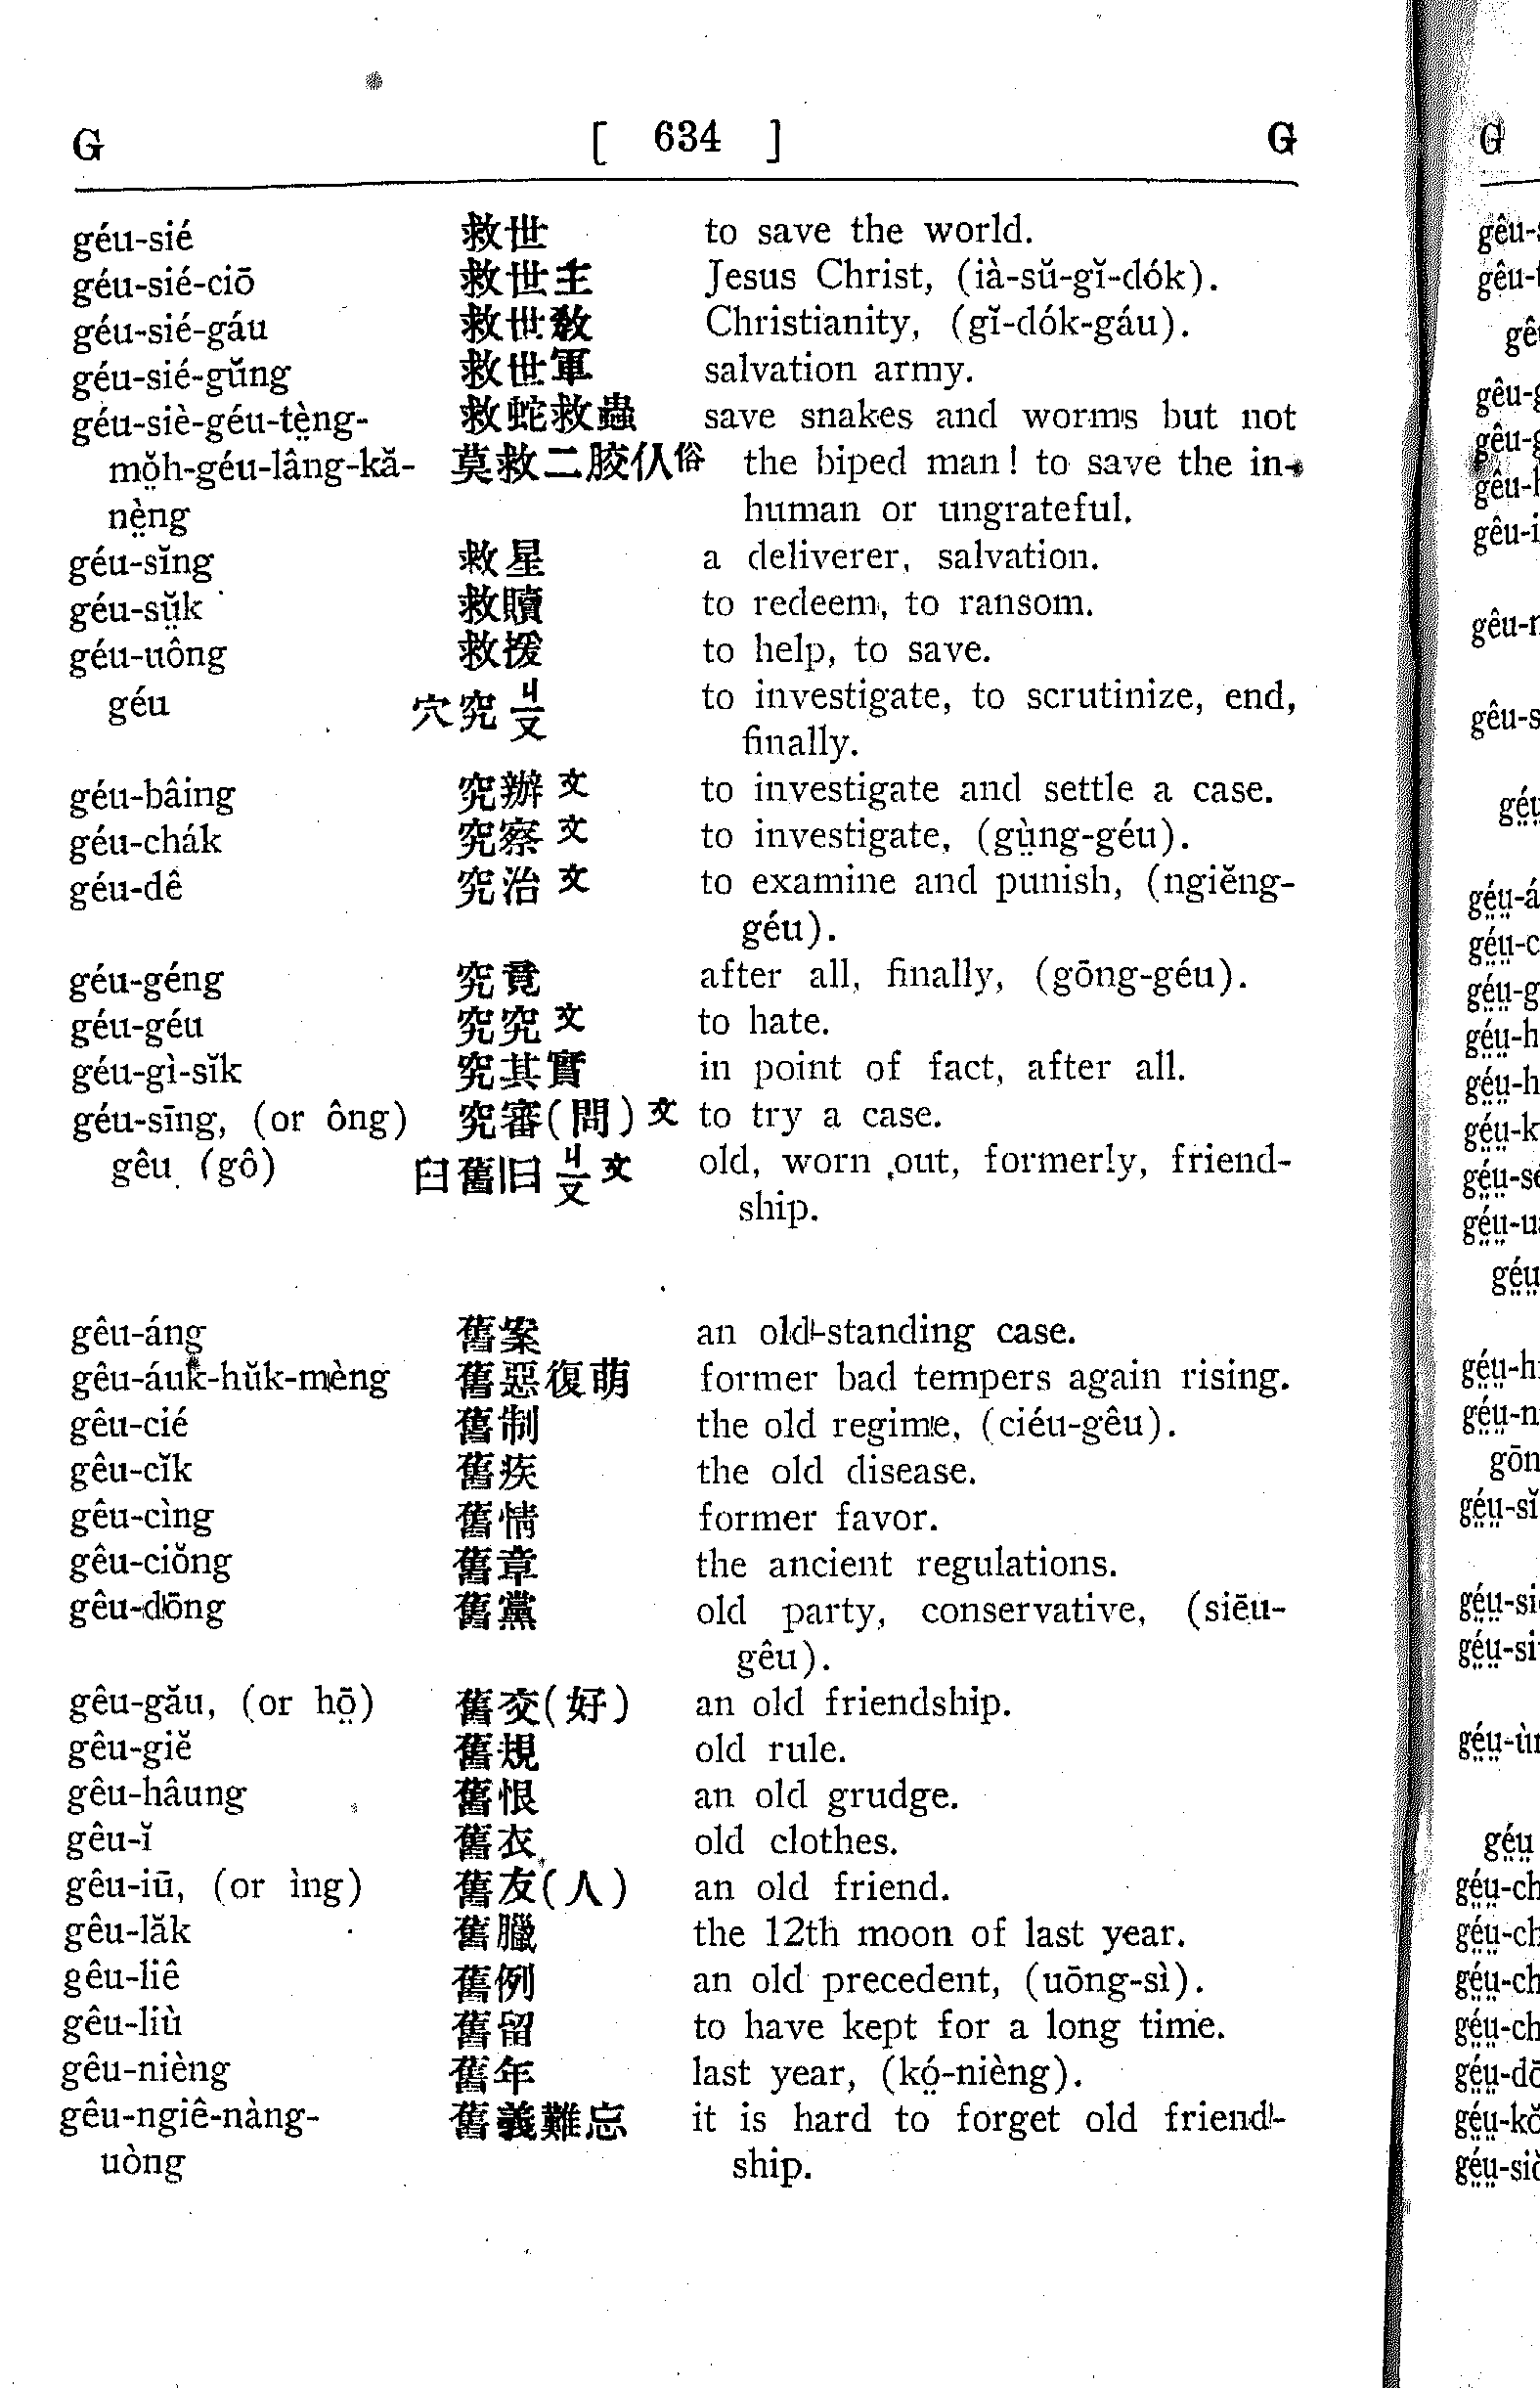 G [ 634 ] G
géu-sié 救世 to save the world.
géu-sié-ciō 救世主 Jesus Christ, (ià-sŭ-gĭ-dók).
géu-sié-gáu 救世教 Christianity, (gĭ-dók-gáu).
géu-sié-gŭng 救世軍 salvation army.
géu-siè-géu-tè̤ng- 救蛇救蟲 save snakes and worms but not
mŏ̤h-géu-lâng-kă- 莫救二骹仈俗 the biped man! to save the in-
nè̤ng human or ungrateful.
géu-sĭng 救星 a deliverer, salvation.
géu-sṳ̆k 救贖 to redeem, to ransom.
géu-uông 救援 to help, to save.
géu 穴究 ㄐㄡ to investigate, to scrutinize, end,
finally.
géu-bâing 究辦 文 to investigate and settle a case.
géu-chák 究察 文 to investigate, (gṳ̀ng-géu).
géu-dê 究治 文 to examine and punish, (ngiĕng-
géu).
géu-géng 究竟 after all, finally, (gōng-géu).
géu-géu 究究 文 to hate.
géu-gì-sĭk 究其實 in point of fact, after all.
géu-sīng, (or ông) 究審(問) 文 to try a case.
gêu (gô) 臼舊旧 ㄐㄡ 文 old, worn out, formerly, friend-
ship.
gêu-áng 舊案 an old-standing case.
gêu-áuk-hŭk-mèng 舊惡復萌 former bad tempers again rising.
gêu-cié 舊制 the old regime, (ciéu-gêu).
gêu-cĭk 舊疾 the old disease.
gêu-cìng 舊情 former favor.
gêu-ciŏng 舊章 the ancient regulations.
gêu-dōng 舊黨 old party, conservative, (siēu-
gêu).
gêu-gău, (or hō̤) 舊交(好) an old friendship.
gêu-giĕ 舊規 old rule.
gêu-hâung 舊恨 an old grudge.
gêu-ĭ 舊衣 old clothes.
gêu-iū, (or ìng) 舊友(人) an old friend.
gêu-lăk 舊臘 the 12th moon of last year.
gêu-liê 舊例 an old precedent, (uōng-sì).
gêu-liù 舊留 to have kept for a long time.
gêu-nièng 舊年 last year, (kó̤-nièng).
gêu-ngiê-nàng- 舊義難忘 it is hard to forget old friend-
uòng ship.
G